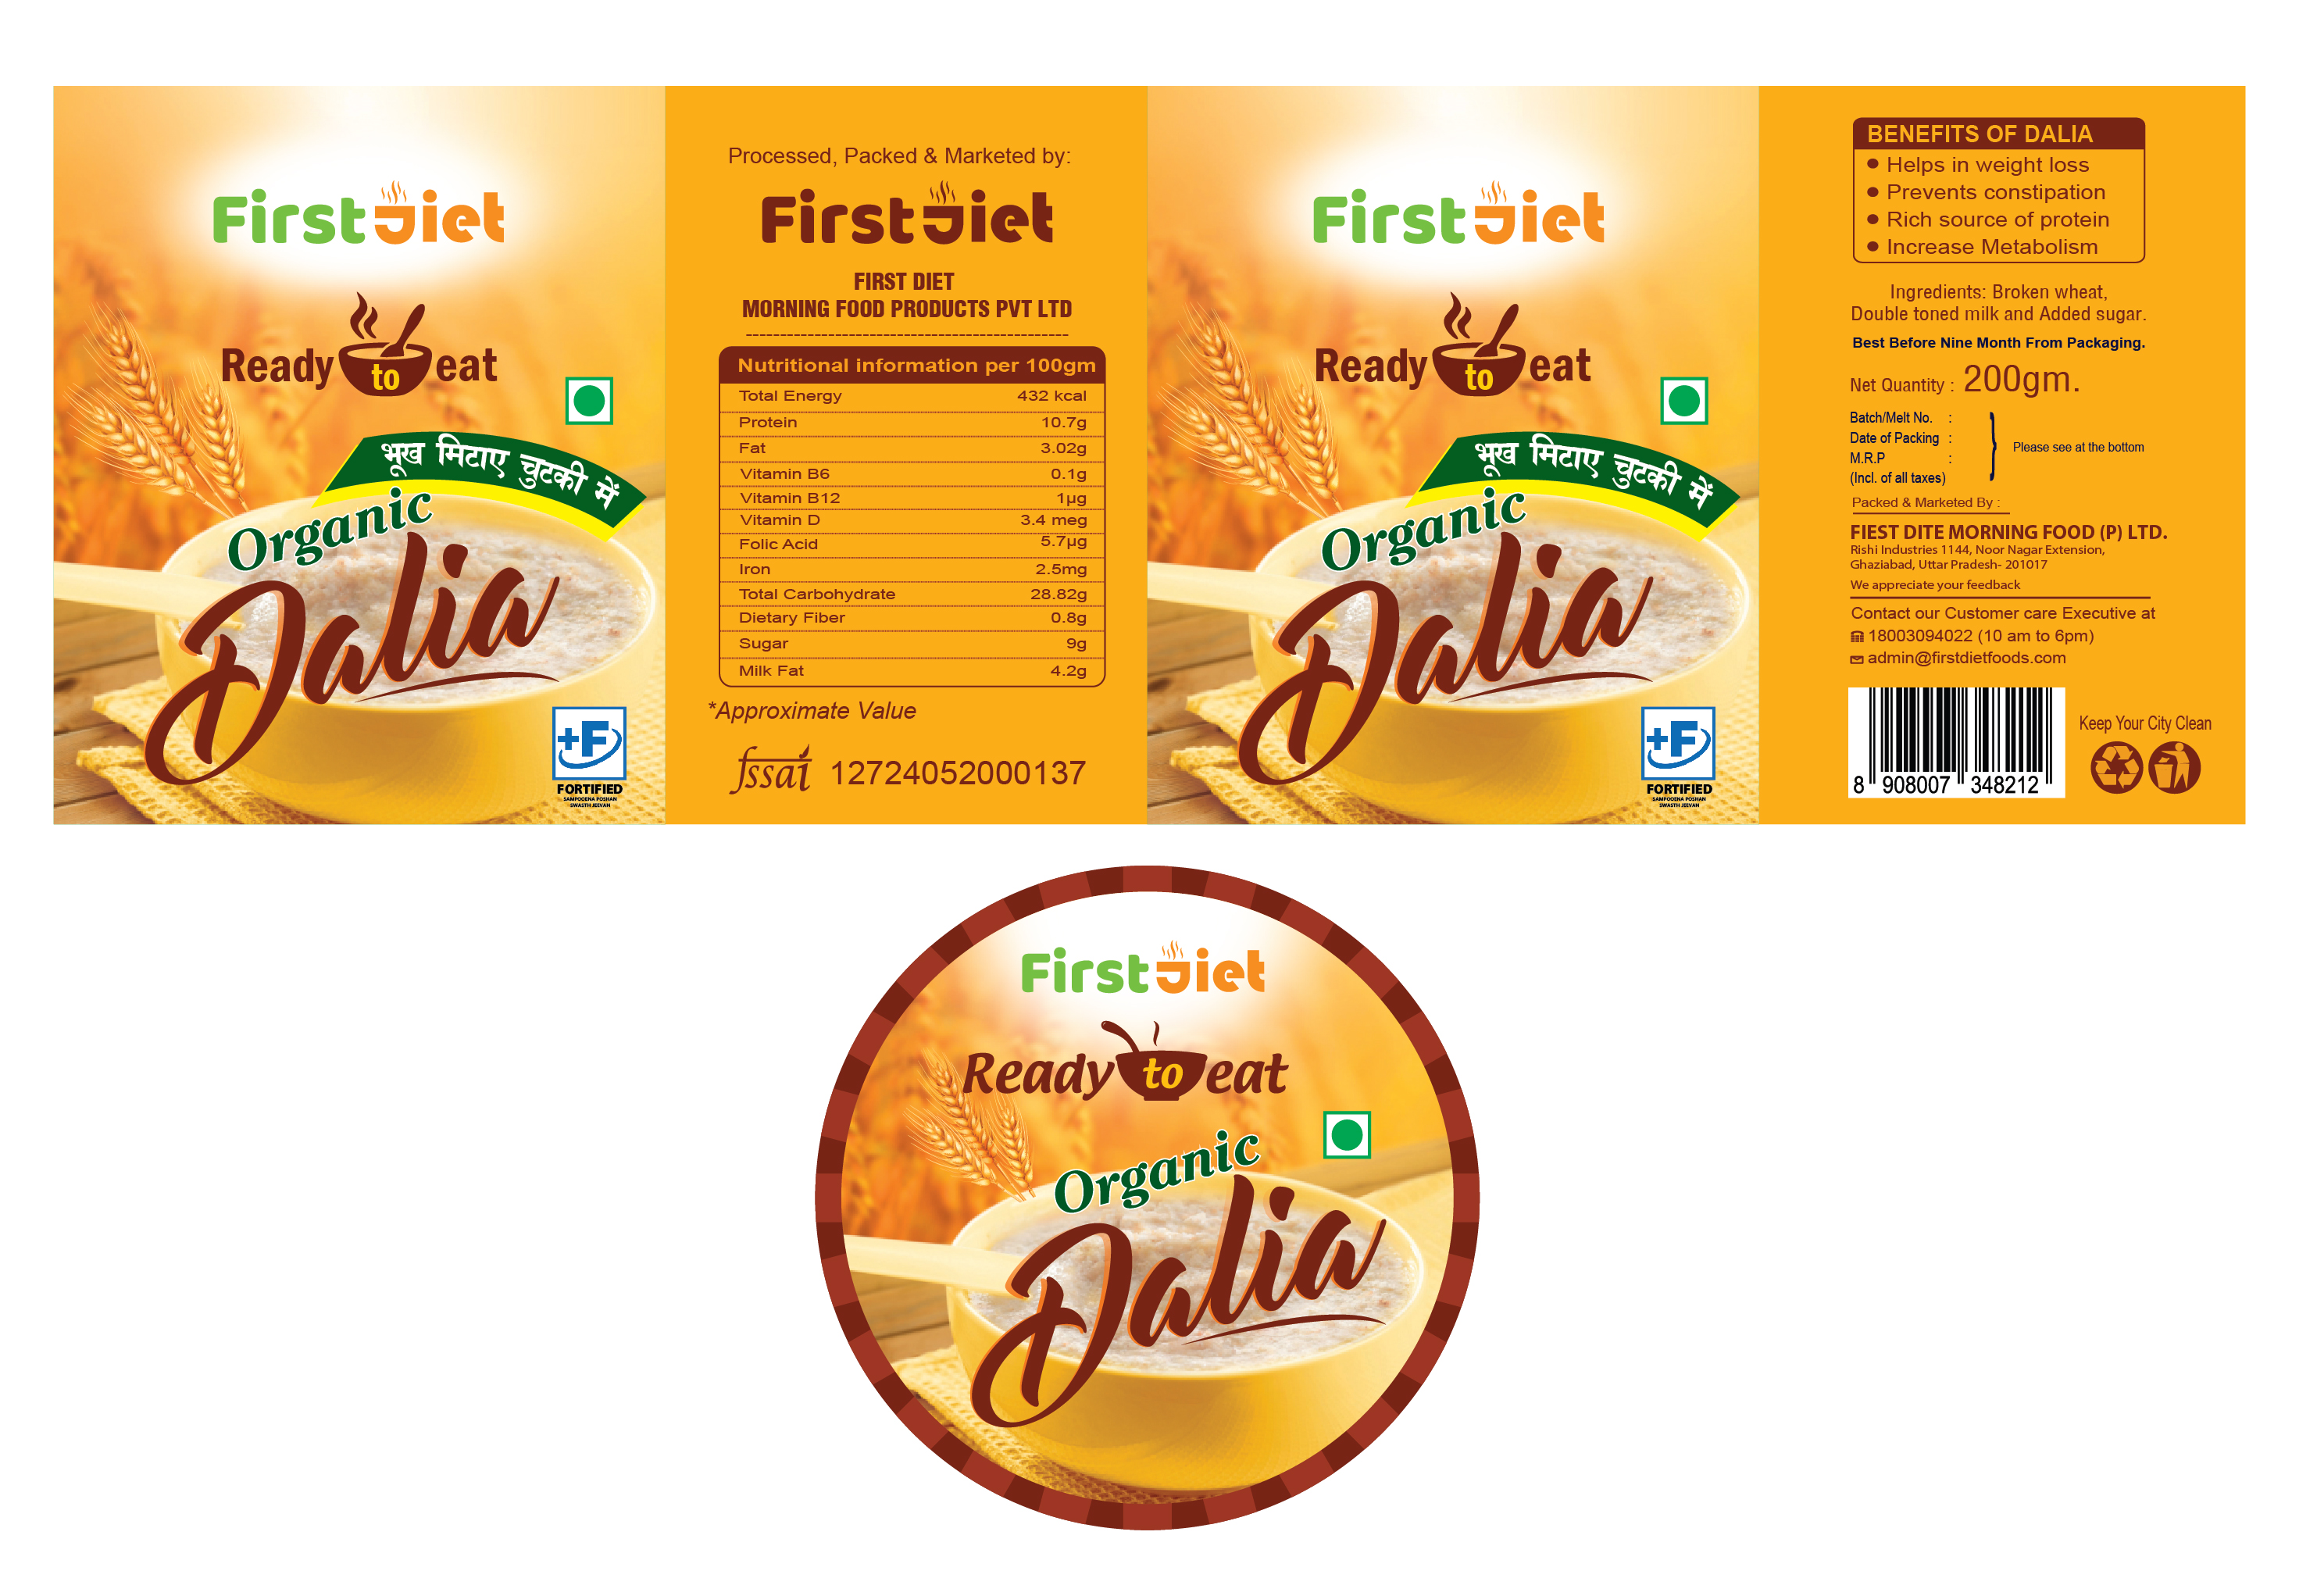 FirstDiet
Ready to eat
भूख मिटाए चुटकी में
Organic
Dalia
+F
FORTIFIED
SAMPOORNA POSHAN
SWASTH JEEVAN
Processed, Packed & Marketed by:
FirstDiet
FIRST DIET
MORNING FOOD PRODUCTS PVT LTD
Nutritional information per 100gm
Total Energy 432 kcal
Protein 10.7g
Fat 3.02g
Vitamin B6 0.1g
Vitamin B12 1µg
Vitamin D 3.4 meg
Folic Acid 5.7µg
Iron 2.5mg
Total Carbohydrate 28.82g
Dietary Fiber 0.8g
Sugar 9g
Milk Fat 4.2g
*Approximate Value
fssai 12724052000137
FirstDiet
Ready to eat
भूख मिटाए चुटकी में
Organic
Dalia
+F
FORTIFIED
SAMPOORNA POSHAN
SWASTH JEEVAN
BENEFITS OF DALIA
● Helps in weight loss
● Prevents constipation
● Rich source of protein
● Increase Metabolism
Ingredients: Broken wheat,
Double toned milk and Added sugar.
Best Before Nine Month From Packaging.
Net Quantity : 200gm.
Batch/Melt No. :
Date of Packing :
M.R.P :
(Incl. of all taxes)
Please see at the bottom
Packed & Marketed By :
FIEST DITE MORNING FOOD (P) LTD.
Rishi Industries 1144, Noor Nagar Extension,
Ghaziabad, Uttar Pradesh- 201017
We appreciate your feedback
Contact our Customer care Executive at
18003094022 (10 am to 6pm)
admin@firstdietfoods.com
8 908007 348212
Keep Your City Clean
FirstDiet
Ready to eat
Organic
Dalia